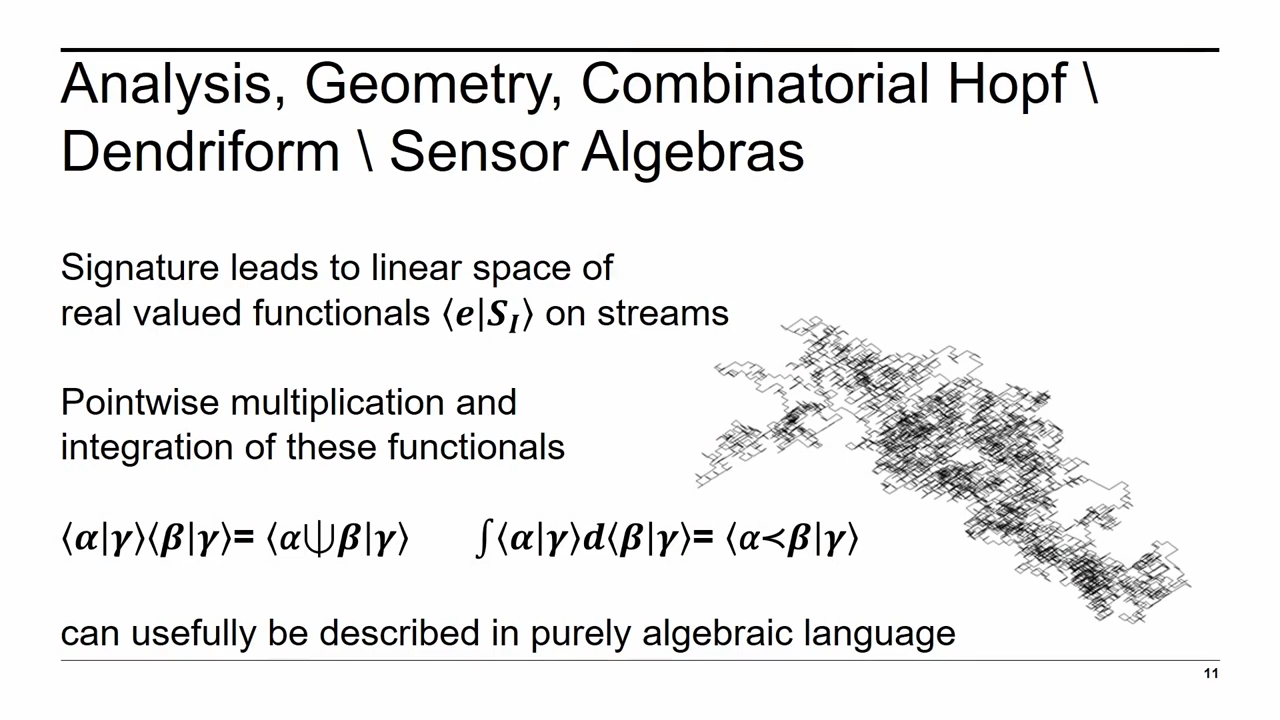 Analysis, Geometry, Combinatorial Hopf \
Dendriform \ Sensor Algebras
Signature leads to linear space of
real valued functionals ⟨e|S_I⟩ on streams
Pointwise multiplication and
integration of these functionals
⟨α|γ⟩⟨β|γ⟩= ⟨α⧢β|γ⟩ ∫⟨α|γ⟩d⟨β|γ⟩= ⟨α≺β|γ⟩
can usefully be described in purely algebraic language
11